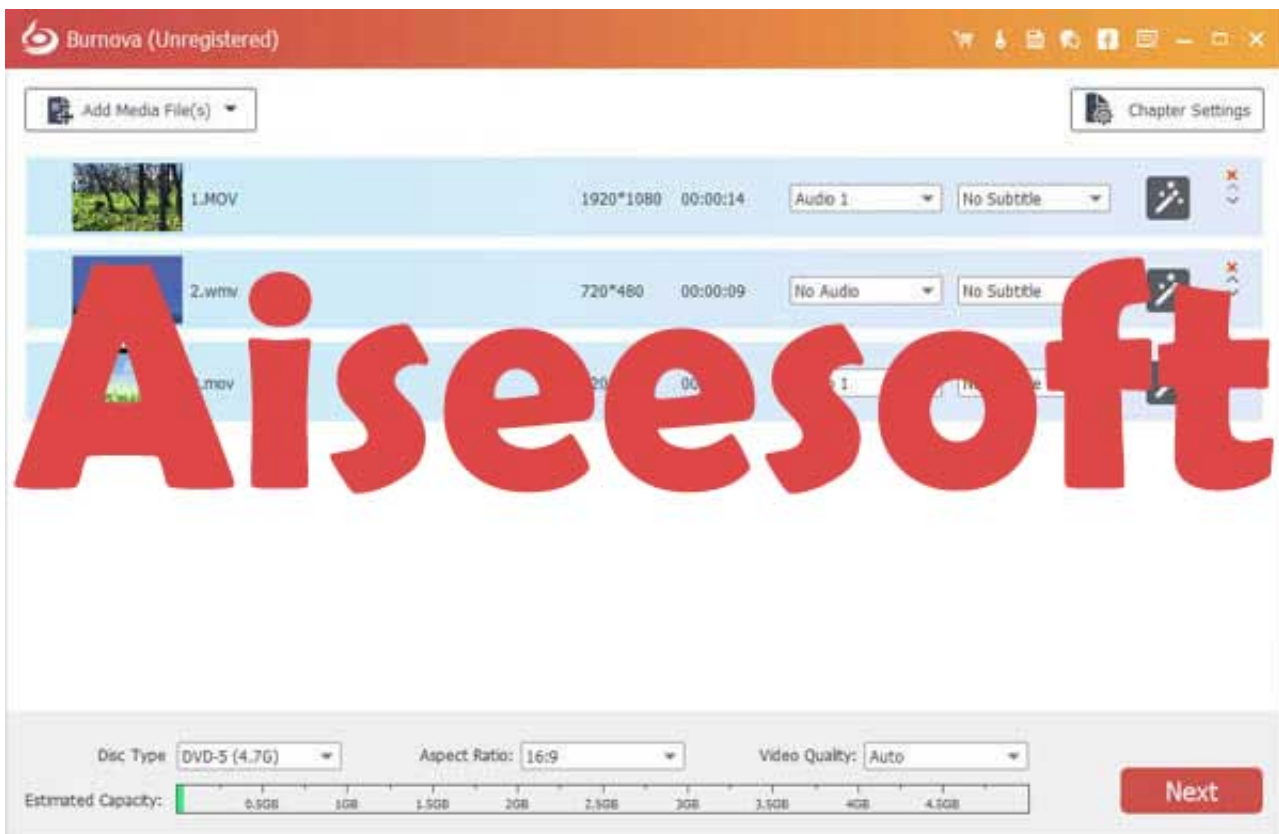 Burnova (Unregistered)
Add Media File(s)
Chapter Settings
1.MOV 1920*1080 00:00:14 Audio 1 No Subtitle
2.wmv 720*480 00:00:09 No Audio No Subtitle
.mov 1
Aiseesoft
Disc Type DVD-5 (4.7G) Aspect Ratio: 16:9 Video Quality: Auto
Estimated Capacity: 0.5GB 1GB 1.5GB 2GB 2.5GB 3GB 3.5GB 4GB 4.5GB
Next